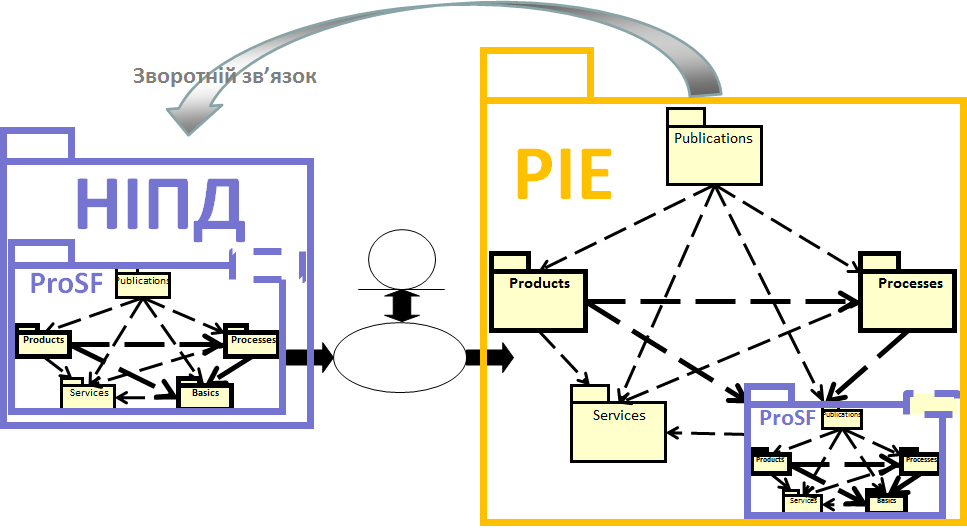 Зворотній зв’язок
НІПД
ProSF
Publications
Products
Processes
Services
Basics
PIE
Publications
Products
Processes
Services
ProSF
Publications
Products
Processes
Services
Basics